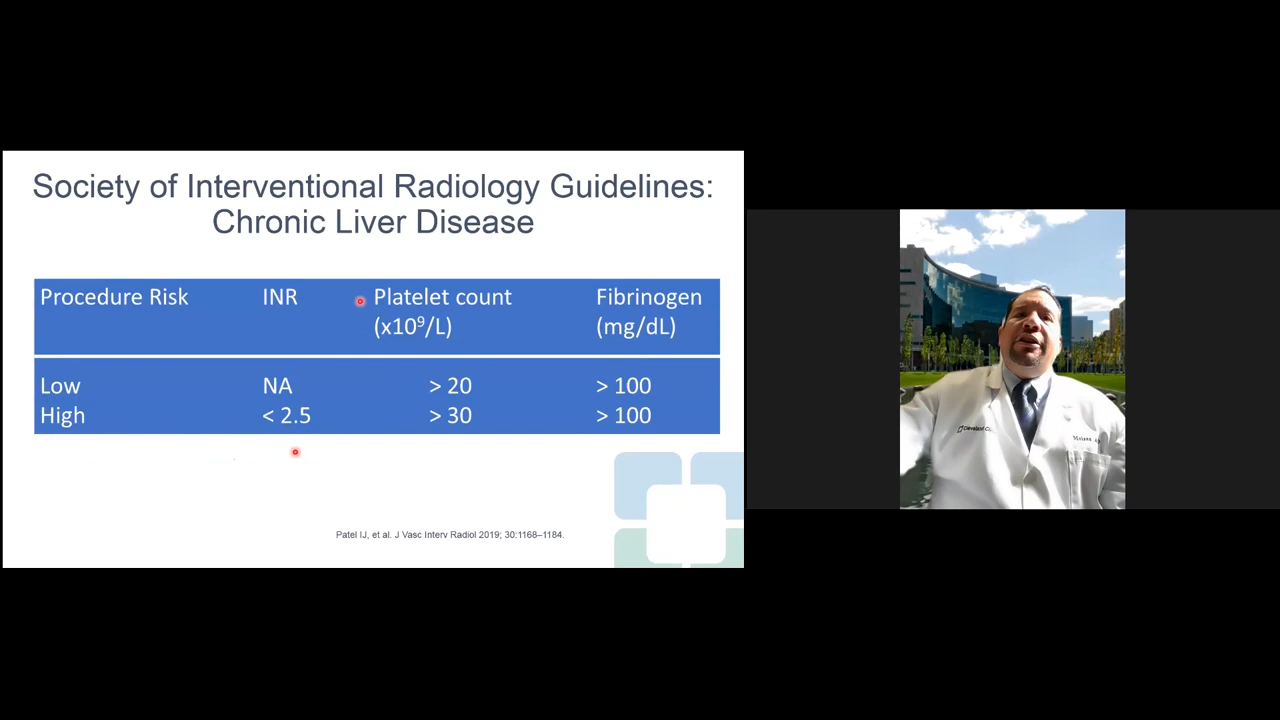 Society of Interventional Radiology Guidelines:
Chronic Liver Disease
Procedure Risk INR Platelet count Fibrinogen
(x10⁹/L) (mg/dL)
Low NA > 20 > 100
High < 2.5 > 30 > 100
Patel IJ, et al. J Vasc Interv Radiol 2019; 30:1168–1184.
Cleveland